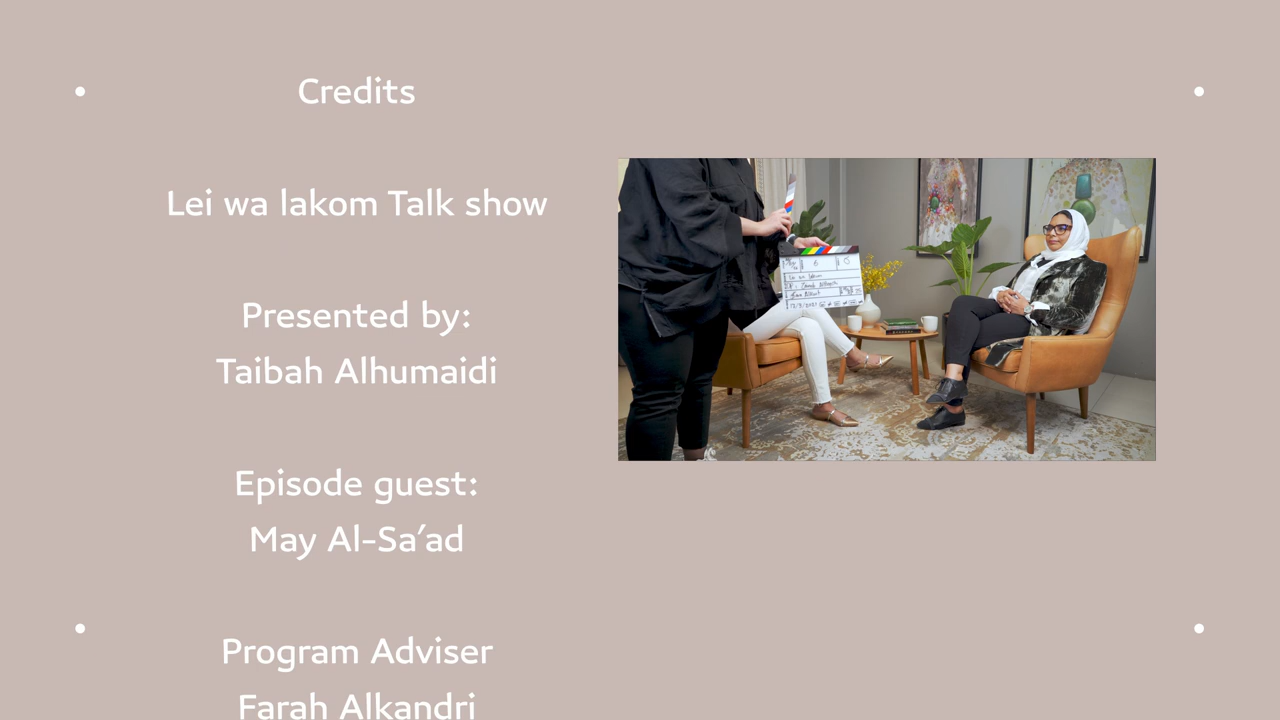 Credits
Lei wa lakom Talk show
Presented by:
Taibah Alhumaidi
Episode guest:
May Al-Sa’ad
Program Adviser
Farah Alkandri